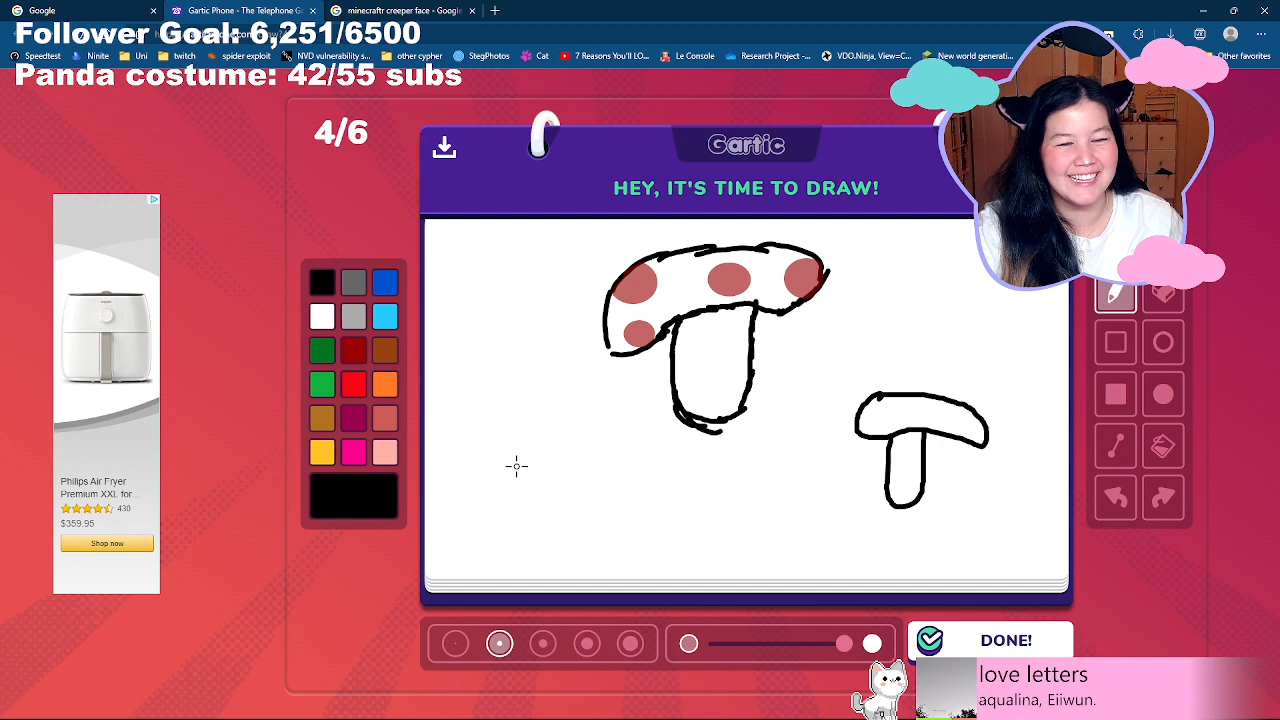 Google
Gartic Phone - The Telephone Ga
minecraftr creeper face - Google
Follower Goal: 6,251/6500
Speedtest
Ninite
Uni
twitch
spider exploit
NVD vulnerability s...
other cypher
StegPhotos
Cat
7 Reasons You'll LO...
Le Console
Research Project -...
VDO.Ninja, View=C...
New world generati...
Other favorites
Panda costume: 42/55 subs
4/6
Gartic
HEY, IT'S TIME TO DRAW!
Philips Air Fryer
Premium XXL for...
430
$359.95
Shop now
DONE!
love letters
aqualina, Eiiwun.